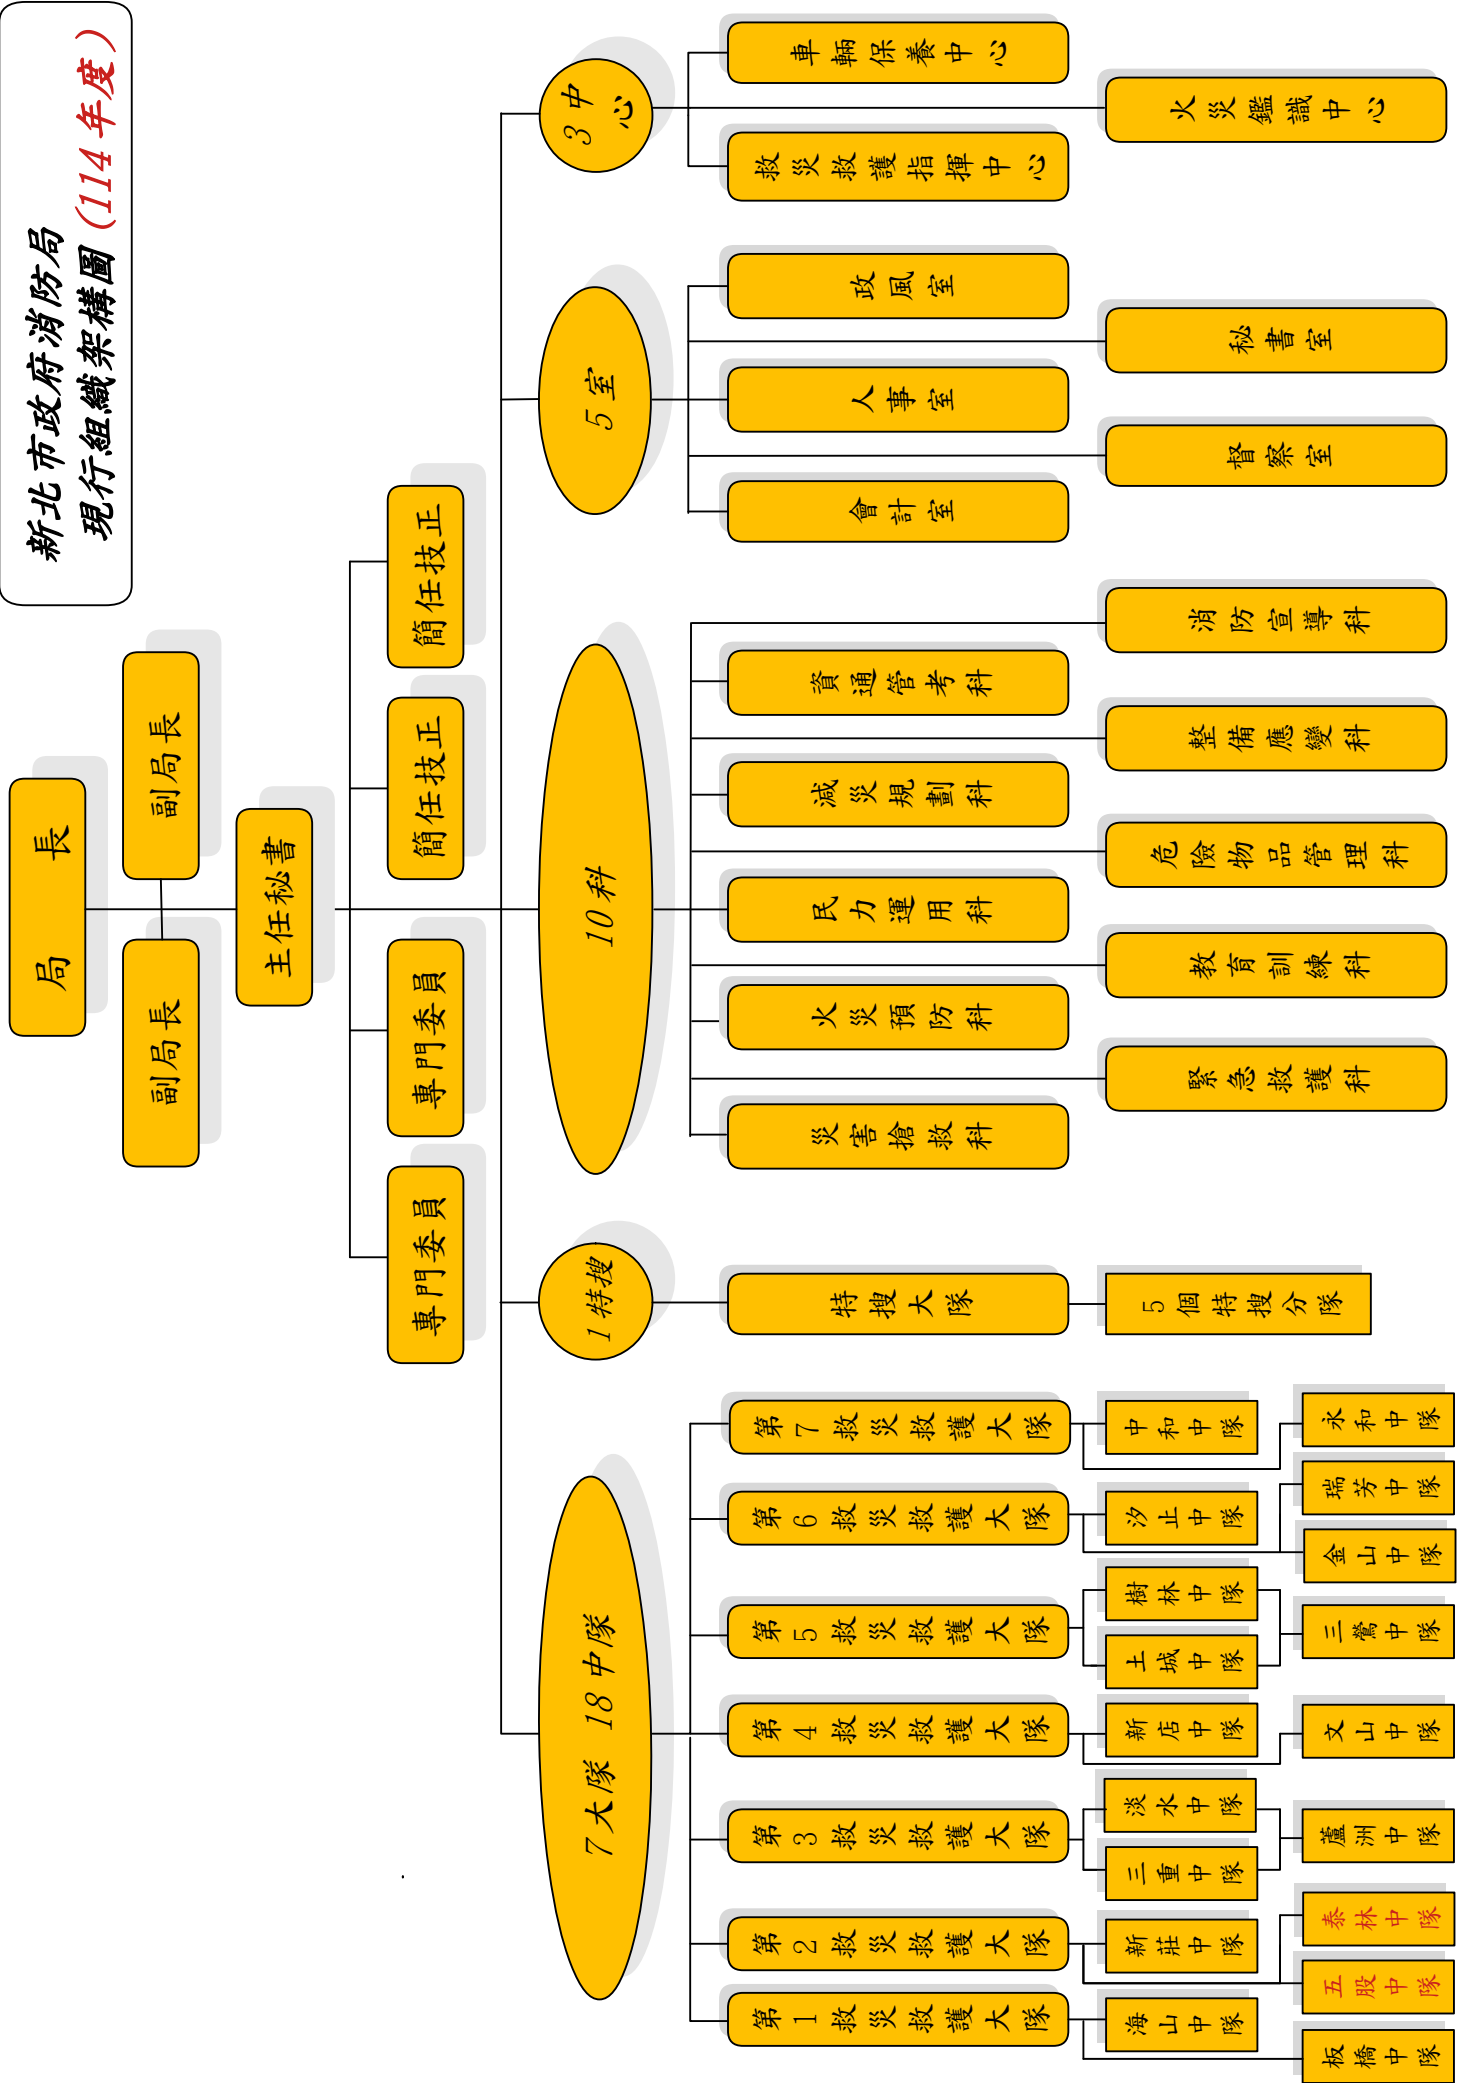 新北市政府消防局
現行組織架構圖(114年度)
局長
副局長
副局長
主任秘書
專門委員
專門委員
簡任技正
簡任技正
7大隊 18中隊
1特搜
10科
5室
3中心
第1救災救護大隊
第2救災救護大隊
第3救災救護大隊
第4救災救護大隊
第5救災救護大隊
第6救災救護大隊
第7救災救護大隊
特搜大隊
災害搶救科
火災預防科
民力運用科
減災規劃科
資通管考科
會計室
人事室
政風室
救災救護指揮中心
車輛保養中心
海山中隊
新莊中隊
三重中隊
淡水中隊
新店中隊
土城中隊
樹林中隊
汐止中隊
中和中隊
5個特搜分隊
緊急救護科
教育訓練科
危險物品管理科
整備應變科
消防宣導科
督察室
秘書室
火災鑑識中心
板橋中隊
五股中隊
泰林中隊
蘆洲中隊
文山中隊
三鶯中隊
金山中隊
瑞芳中隊
永和中隊